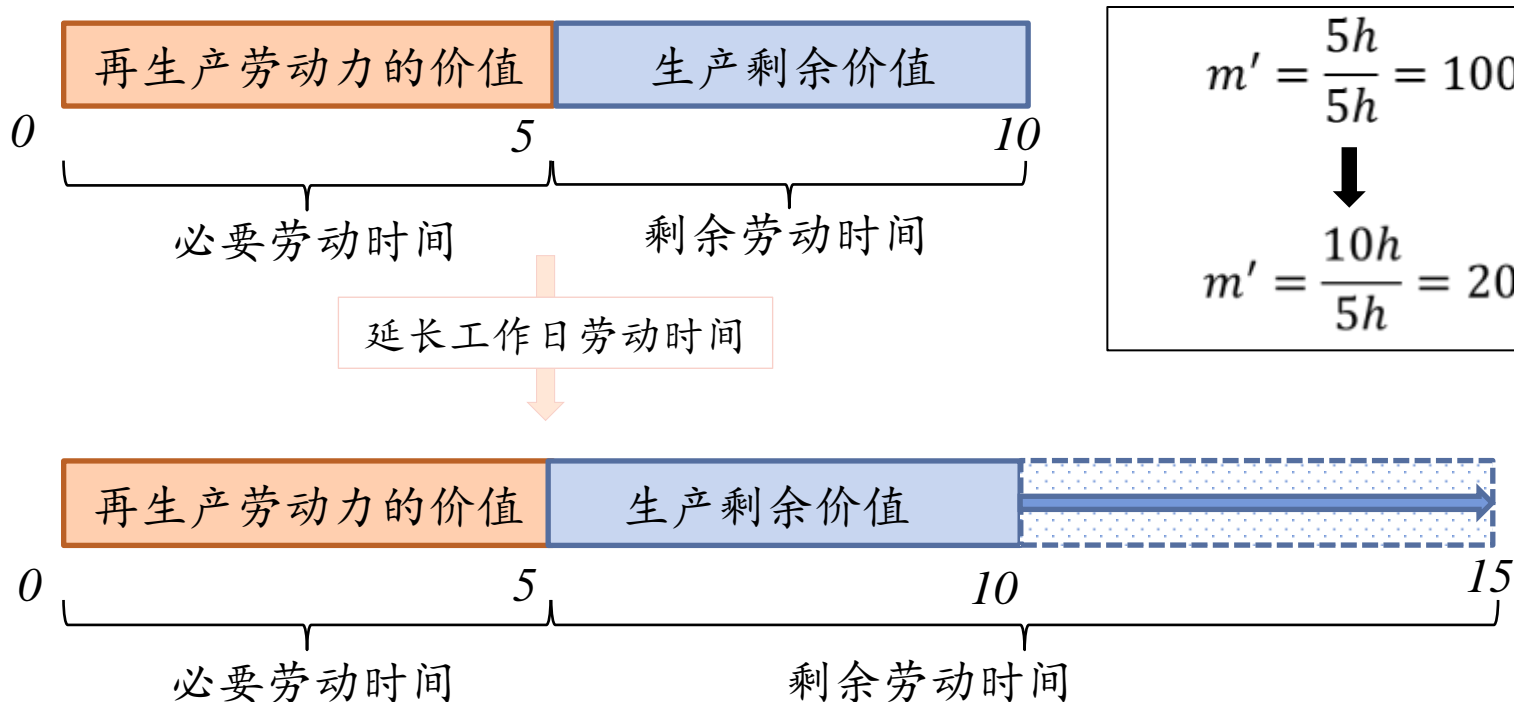 再生产劳动力的价值 生产剩余价值
0 5 10
必要劳动时间 剩余劳动时间
m′ = 5h/5h = 100
m′ = 10h/5h = 20
延长工作日劳动时间
再生产劳动力的价值 生产剩余价值
0 5 10 15
必要劳动时间 剩余劳动时间